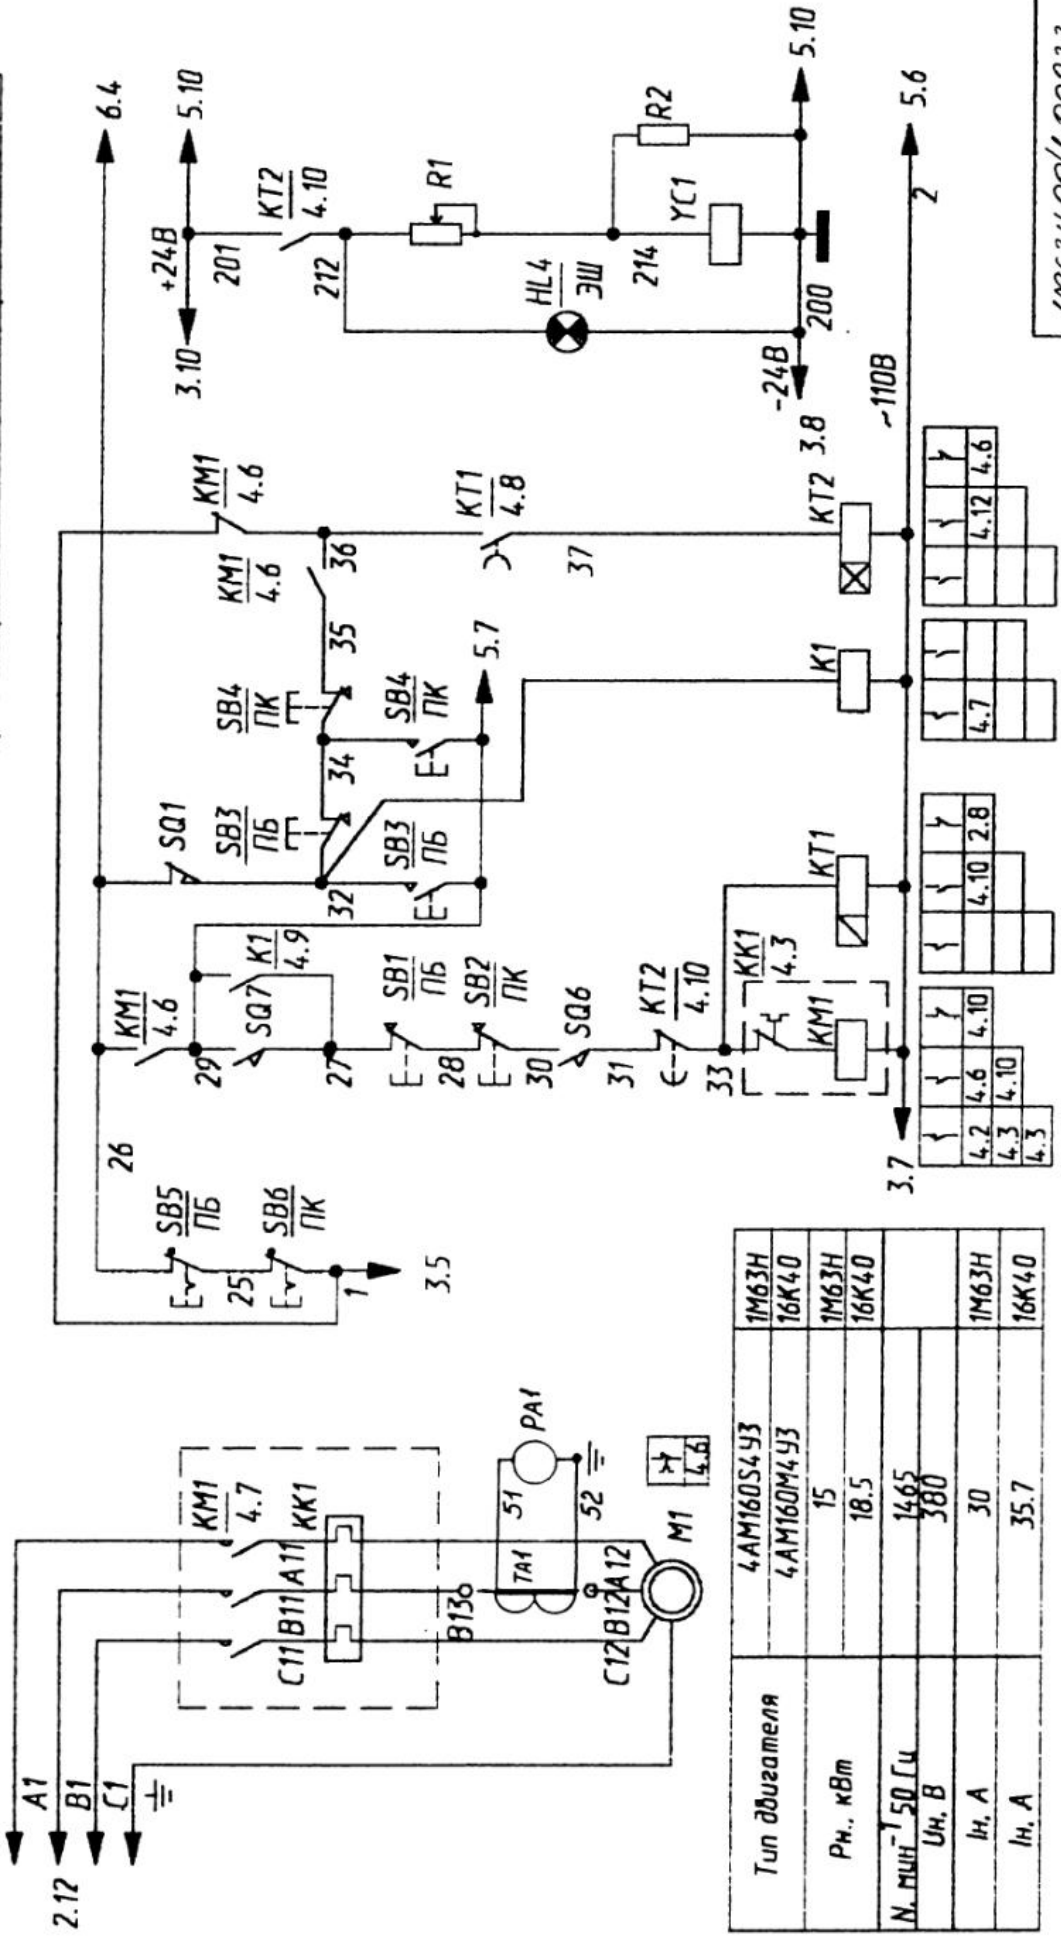 A1
B1
C1
2.12
KM1
4.7
C11 B11 A11 KK1
B13
TA1
51
52
PA1
C12 B12 A12
M1
4.6
Тип двигателя
4АМ160S4У3
1М63Н
4АМ160М4У3
16К40
Рн., кВт
15
1М63Н
18.5
16К40
N. мин-1 50 Гц
1465
Uн. В
380
Iн. А
30
1М63Н
Iн. А
35.7
16К40
6.4
26
SB5
ПБ
25
SB6
ПК
1
3.5
KM1
4.6
29
K1
4.9
SQ7
27
SB1
ПБ
28
SB2
ПК
30
SQ6
31
KT2
4.10
33
KK1
4.3
KM1
3.7
SQ1
32
SB3
ПБ
SB3
ПБ
34
SB4
ПК
SB4
ПК
5.7
35
KM1
4.6
36
KM1
4.6
KT1
4.8
37
KT1
K1
KT2
~110В
2
5.6
4.2 4.6 4.10
4.3 4.10
4.3
4.10 2.8
4.7
4.12 4.6
3.10
+24В
5.10
201
KT2
4.10
212
R1
HL4
ЭШ
214
YC1
R2
-24В
3.8
200
5.10